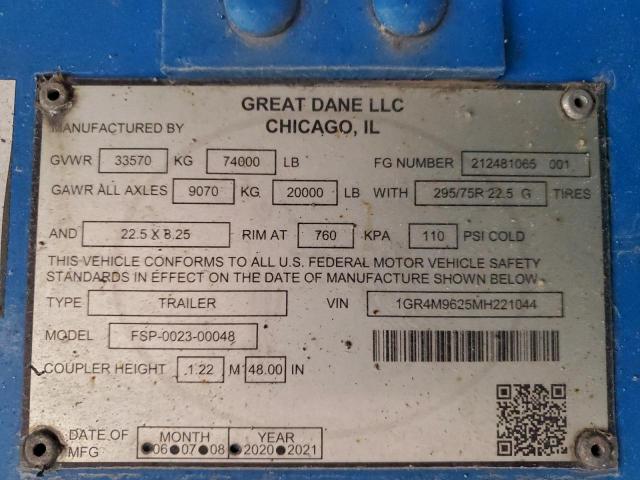 GREAT DANE LLC
MANUFACTURED BY CHICAGO, IL
GVWR 33570 KG 74000 LB FG NUMBER 212481065 001
GAWR ALL AXLES 9070 KG 20000 LB WITH 295/75R 22.5 G TIRES
AND 22.5 X 8.25 RIM AT 760 KPA 110 PSI COLD
THIS VEHICLE CONFORMS TO ALL U.S. FEDERAL MOTOR VEHICLE SAFETY
STANDARDS IN EFFECT ON THE DATE OF MANUFACTURE SHOWN BELOW
TYPE TRAILER VIN 1GR4M9625MH221044
MODEL FSP-0023-00048
COUPLER HEIGHT 1.22 M 48.00 IN
DATE OF MFG MONTH YEAR
06 07 08 2020 2021